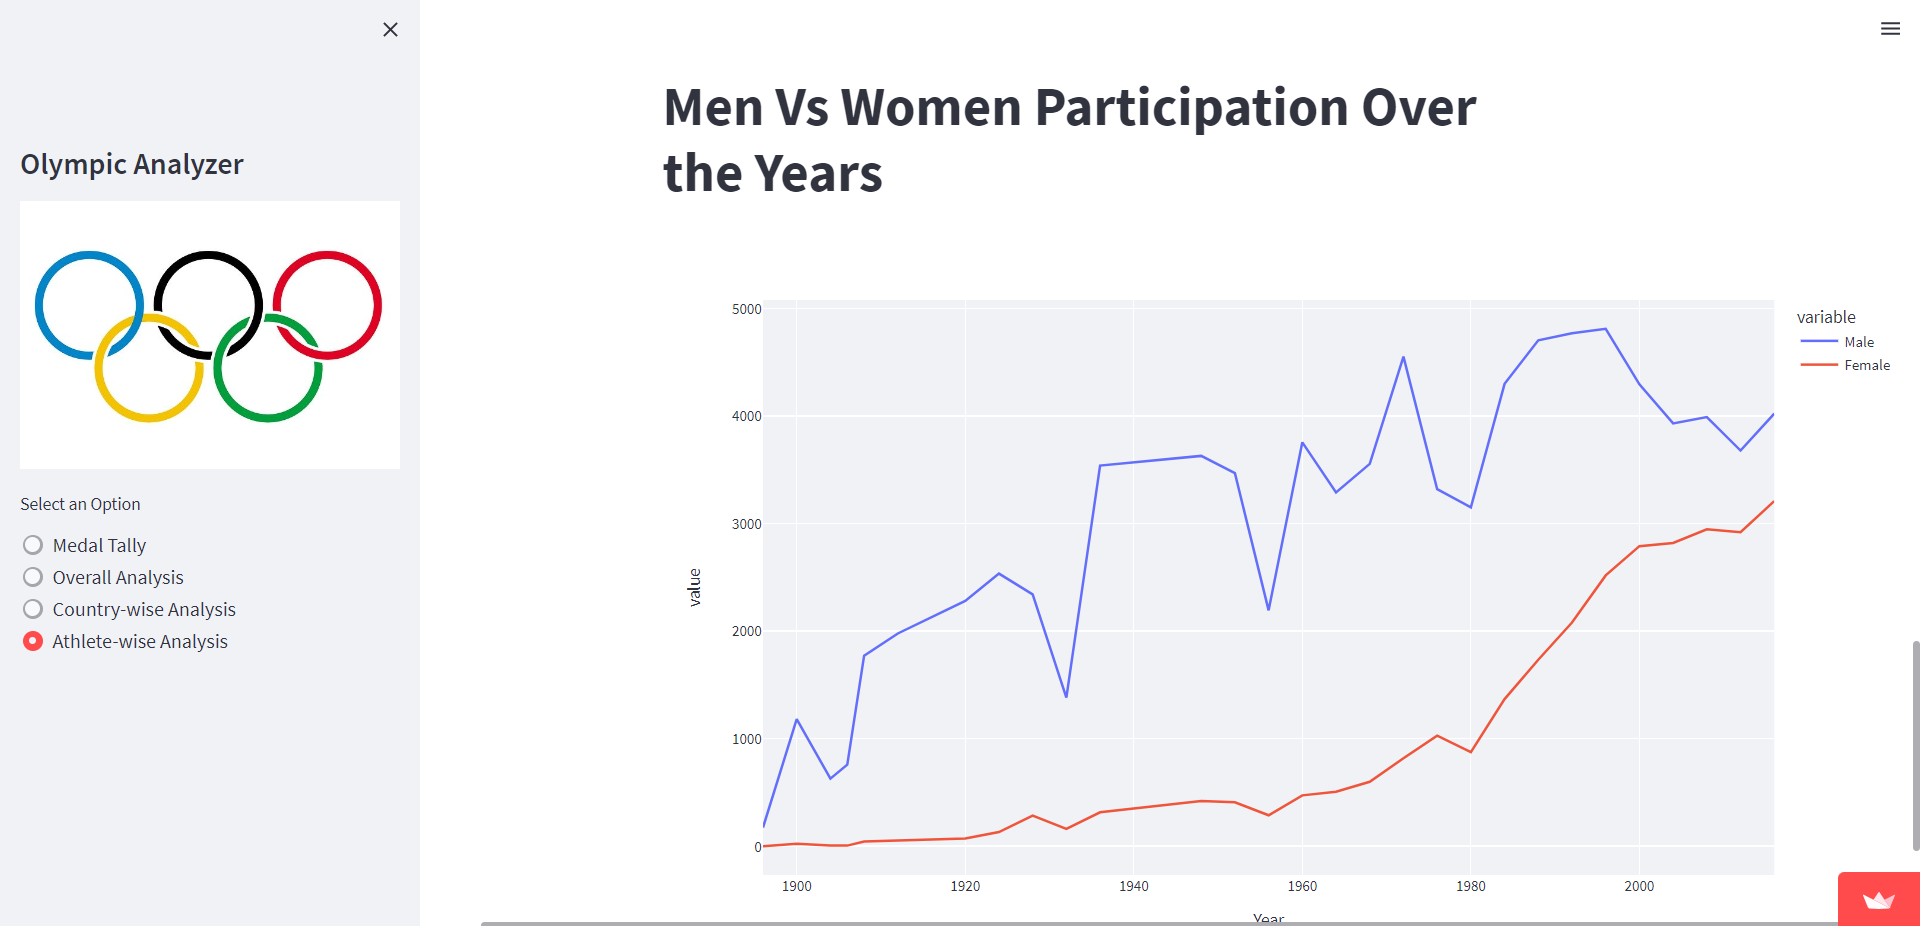 Olympic Analyzer
Select an Option
Medal Tally
Overall Analysis
Country-wise Analysis
Athlete-wise Analysis
Men Vs Women Participation Over
the Years
value
5000
4000
3000
2000
1000
0
1900
1920
1940
1960
1980
2000
Year
variable
Male
Female